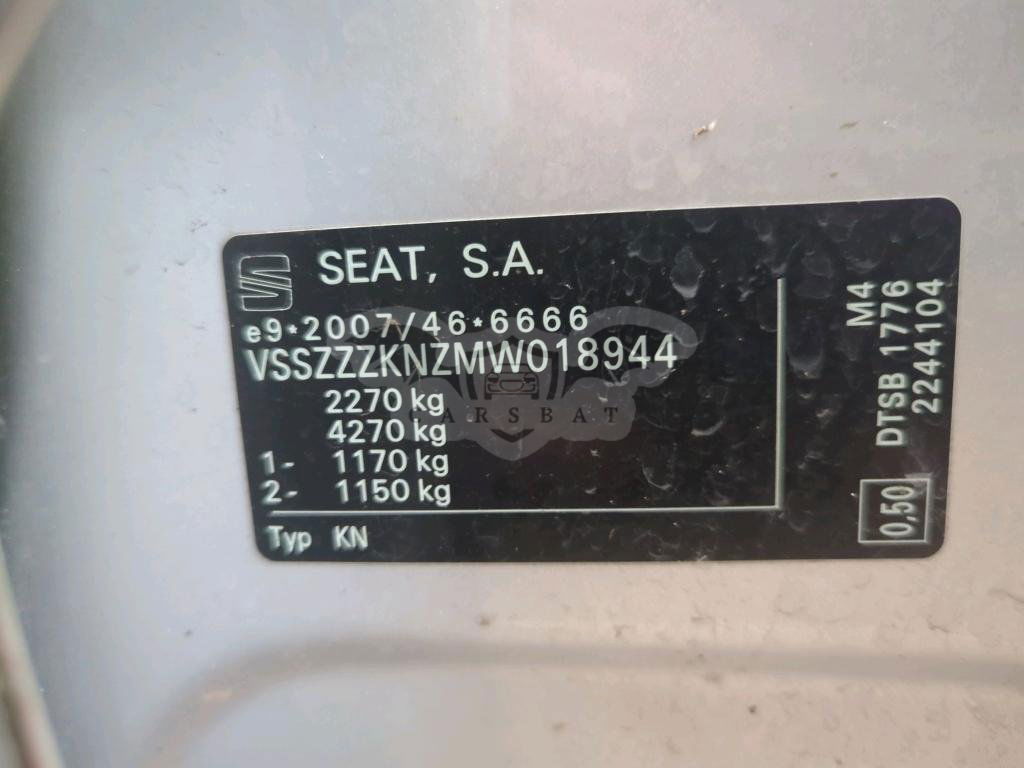 SEAT, S.A.
e9*2007/46*6666
VSSZZZKNZMW018944
2270 kg
4270 kg
1- 1170 kg
2- 1150 kg
Typ KN
M4
DTSB 1776
2244104
0,50
CARSBAT